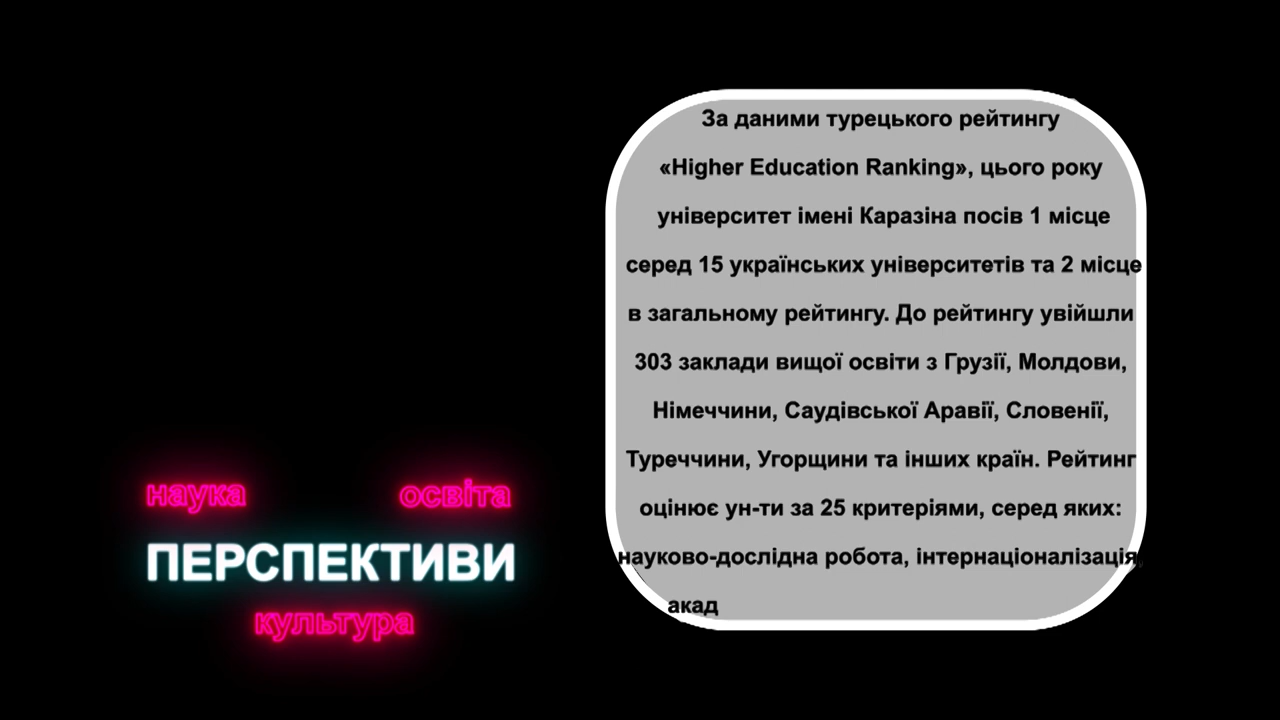 За даними турецького рейтингу
«Higher Education Ranking», цього року
університет імені Каразіна посів 1 місце
серед 15 українських університетів та 2 місце
в загальному рейтингу. До рейтингу увійшли
303 заклади вищої освіти з Грузії, Молдови,
Німеччини, Саудівської Аравії, Словенії,
Туреччини, Угорщини та інших країн. Рейтинг
оцінює ун-ти за 25 критеріями, серед яких:
науково-дослідна робота, інтернаціоналізація,
акад
наука освіта
ПЕРСПЕКТИВИ
культура